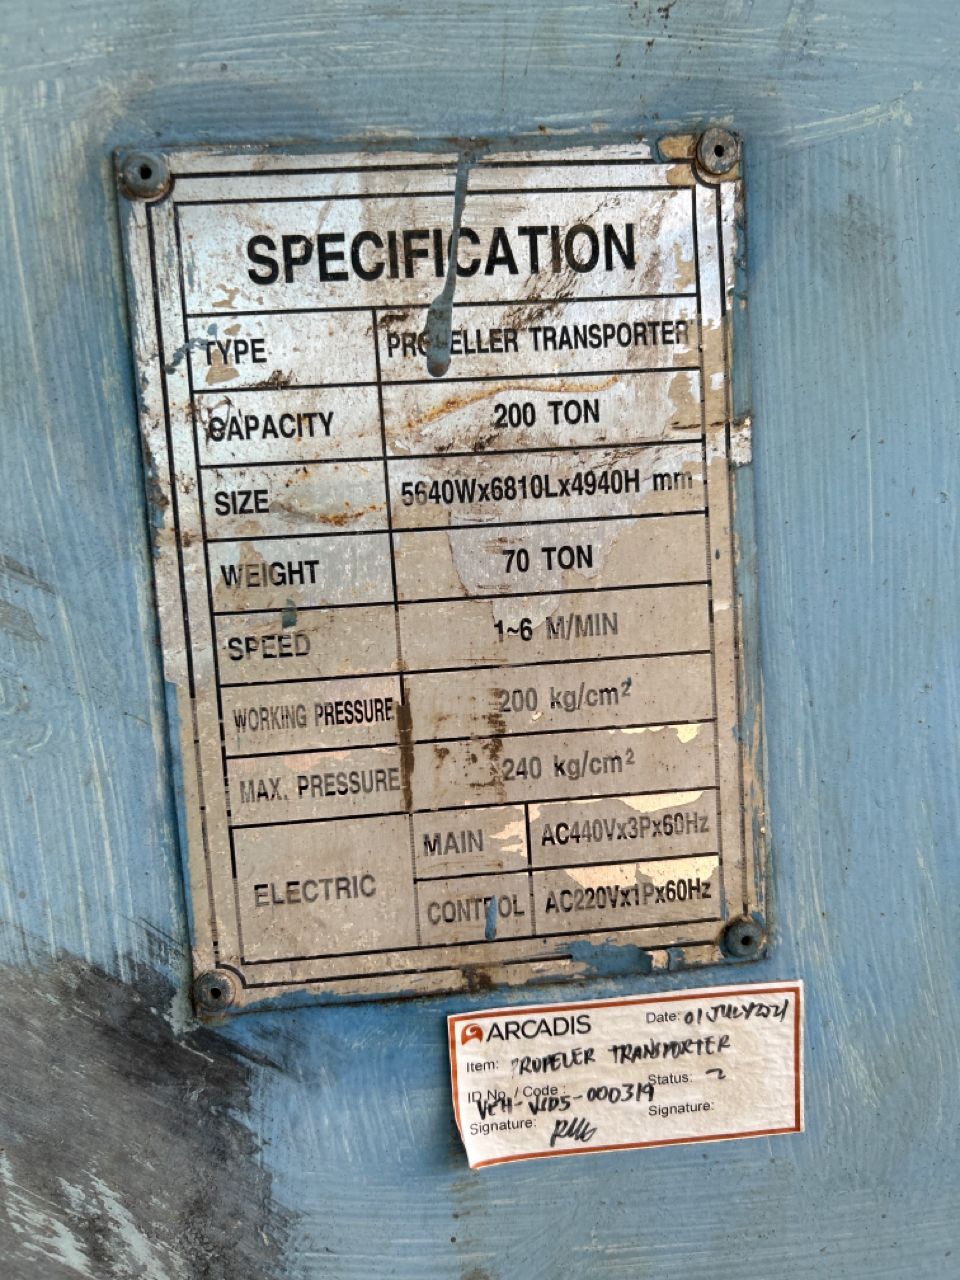 SPECIFICATION
TYPE PROPELLER TRANSPORTER
CAPACITY 200 TON
SIZE 5640Wx6810Lx4940H mm
WEIGHT 70 TON
SPEED 1~6 M/MIN
WORKING PRESSURE 200 kg/cm²
MAX. PRESSURE 240 kg/cm²
ELECTRIC MAIN AC440Vx3Px60Hz
CONTROL AC220Vx1Px60Hz
ARCADIS Date: 01 JULY 2021
Item: PROPELER TRANSPORTER
ID No. / Code : Status: 2
-000319
Signature: Signature: